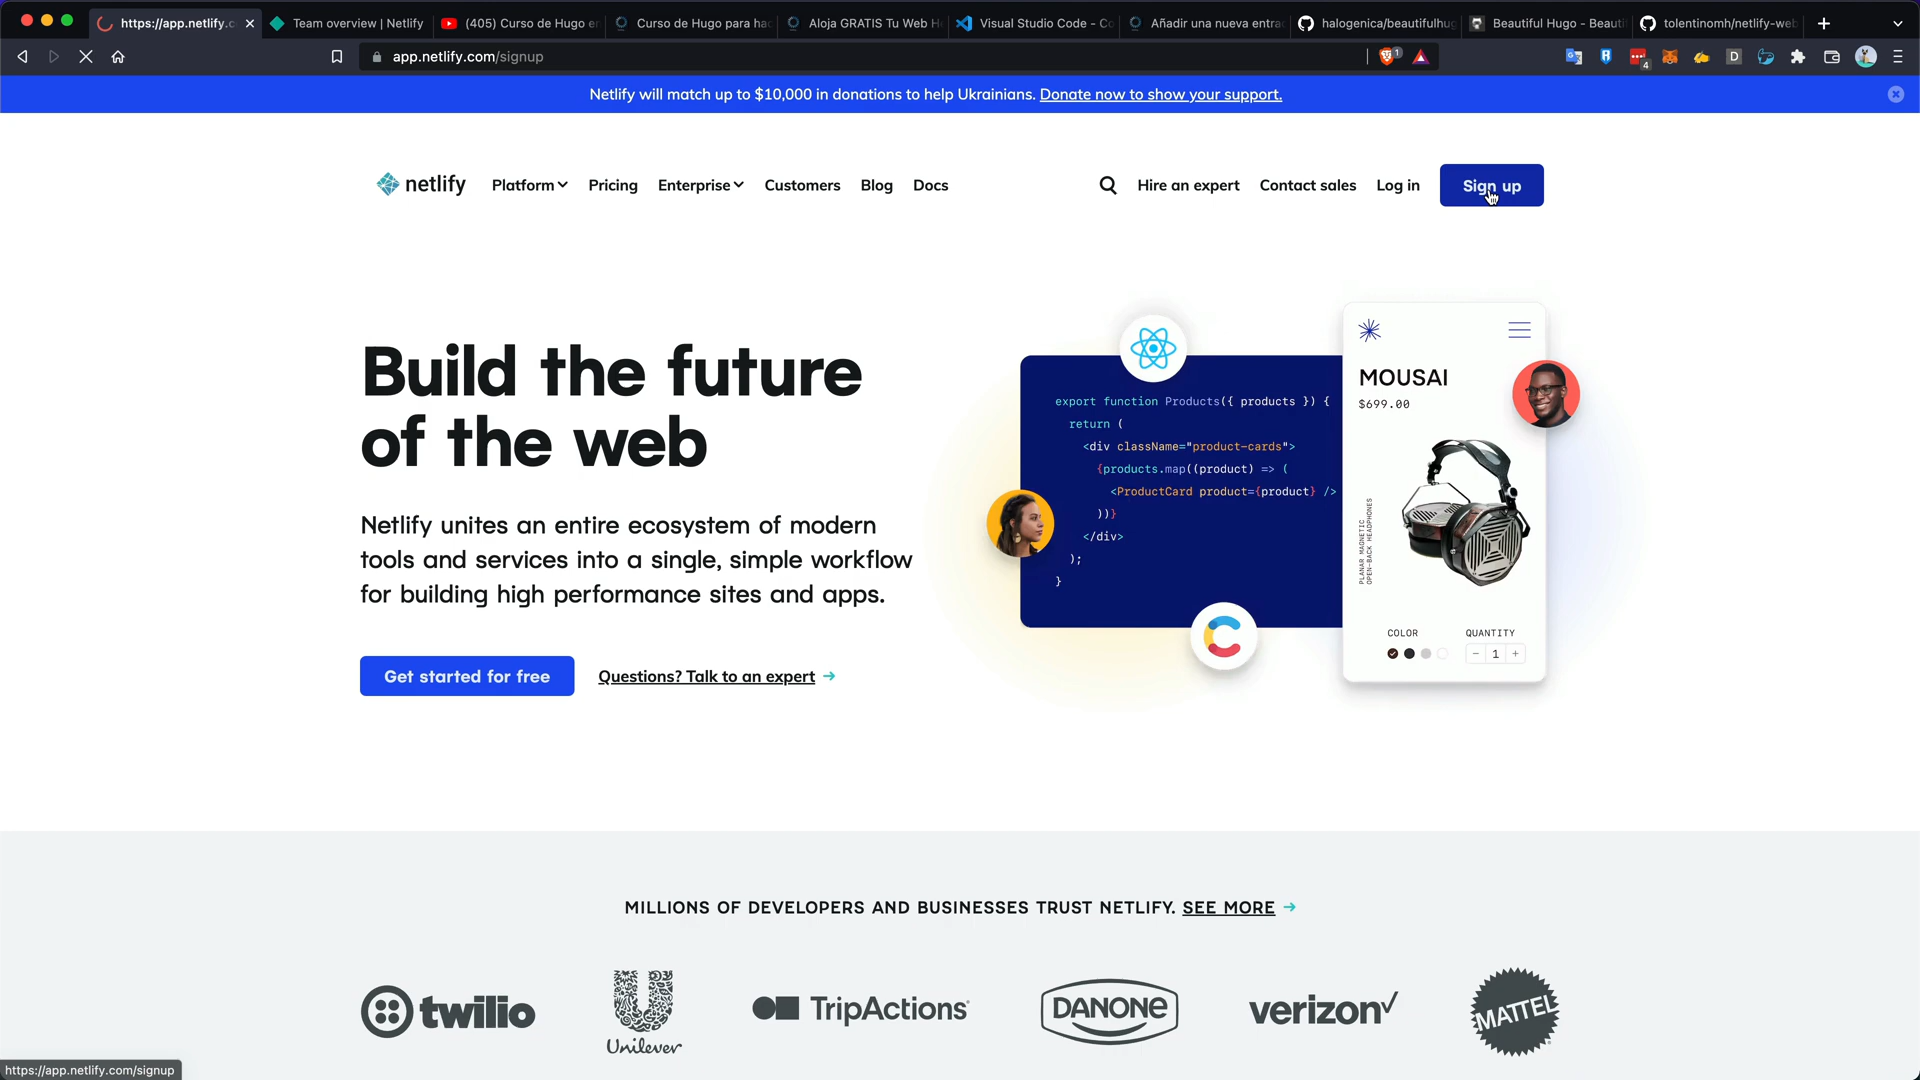 https://app.netlify.c
Team overview | Netlify
(405) Curso de Hugo e
Curso de Hugo para ha
Aloja GRATIS Tu Web H
Visual Studio Code - Co
Añadir una nueva entra
halogenica/beautifulhug
Beautiful Hugo - Beauti
tolentinomh/netlify-web
app.netlify.com/signup
1
4
D
Netlify will match up to $10,000 in donations to help Ukrainians. Donate now to show your support.
netlify
Platform
Pricing
Enterprise
Customers
Blog
Docs
Hire an expert
Contact sales
Log in
Sign up
Build the future
of the web
Netlify unites an entire ecosystem of modern
tools and services into a single, simple workflow
for building high performance sites and apps.
Get started for free
Questions? Talk to an expert →
export function Products({ products }) {
return (
<div className="product-cards">
{products.map((product) => (
<ProductCard product={product} />
))}
</div>
);
}
MOUSAI
$699.00
PLANAR MAGNETIC
OPEN-BACK HEADPHONES
COLOR
QUANTITY
− 1 +
MILLIONS OF DEVELOPERS AND BUSINESSES TRUST NETLIFY. SEE MORE →
twilio
Unilever
TripActions
DANONE
verizon✓
MATTEL
https://app.netlify.com/signup